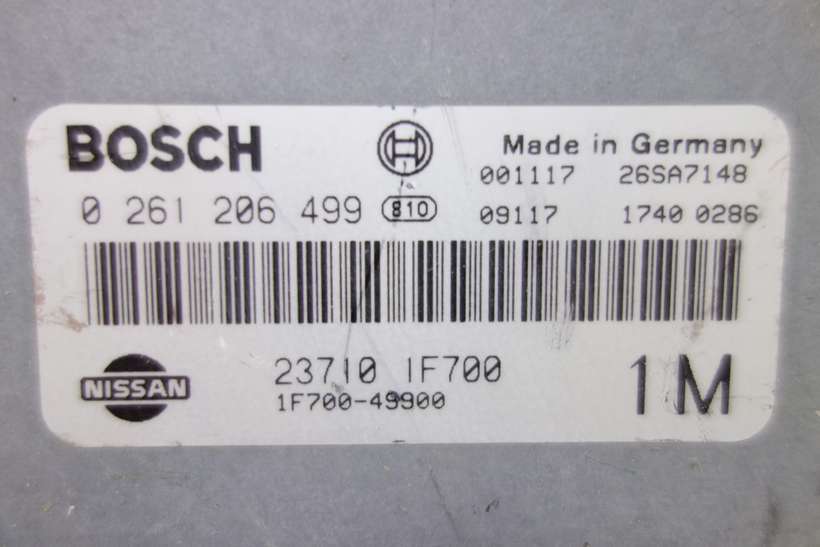 BOSCH
Made in Germany
001117 26SA7148
0 261 206 499 810
09117 1740 0286
NISSAN
23710 1F700
1F700-49900
1M